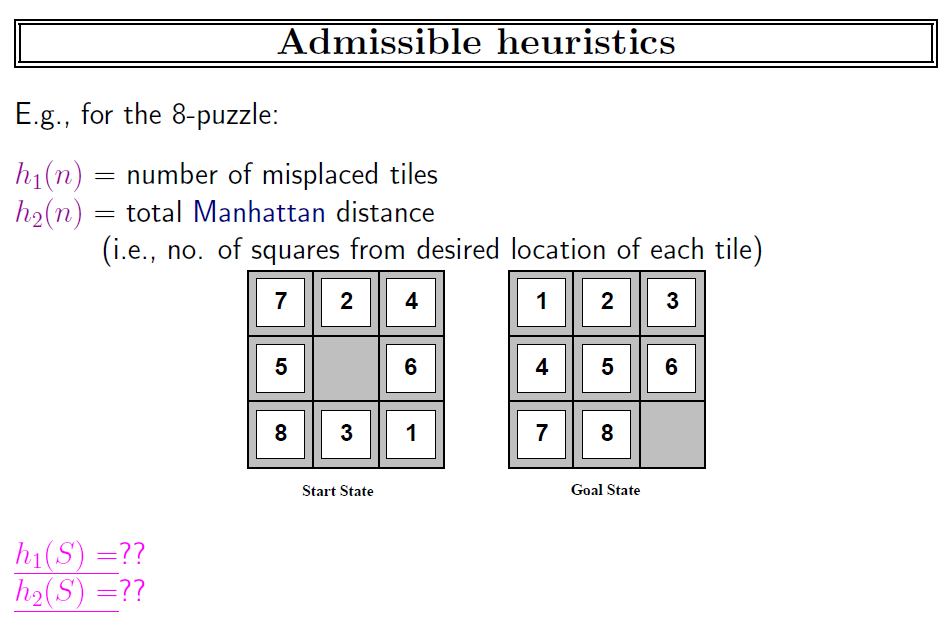 Admissible heuristics
E.g., for the 8-puzzle:
h₁(n) = number of misplaced tiles
h₂(n) = total Manhattan distance
(i.e., no. of squares from desired location of each tile)
7 2 4
5 6
8 3 1
Start State
1 2 3
4 5 6
7 8
Goal State
h₁(S) =??
h₂(S) =??